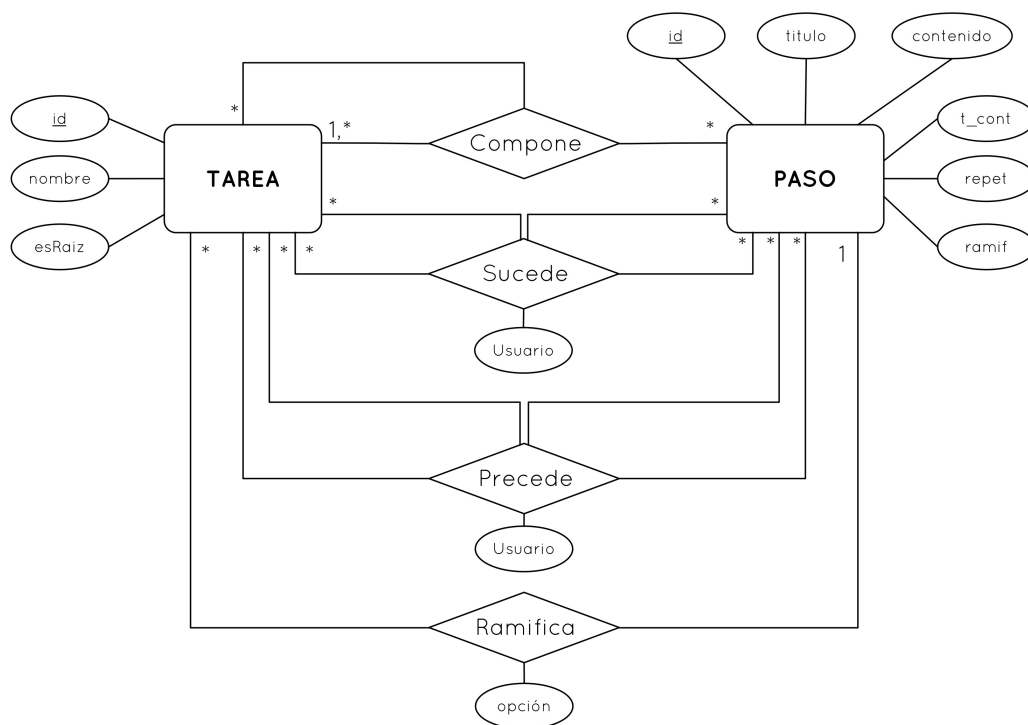 id
titulo
contenido
id
*
1,*
*
t_cont
Compone
nombre
TAREA
PASO
repet
esRaiz
*
*
ramif
*
*
*
*
*
*
*
1
Sucede
Usuario
Precede
Usuario
Ramifica
opción